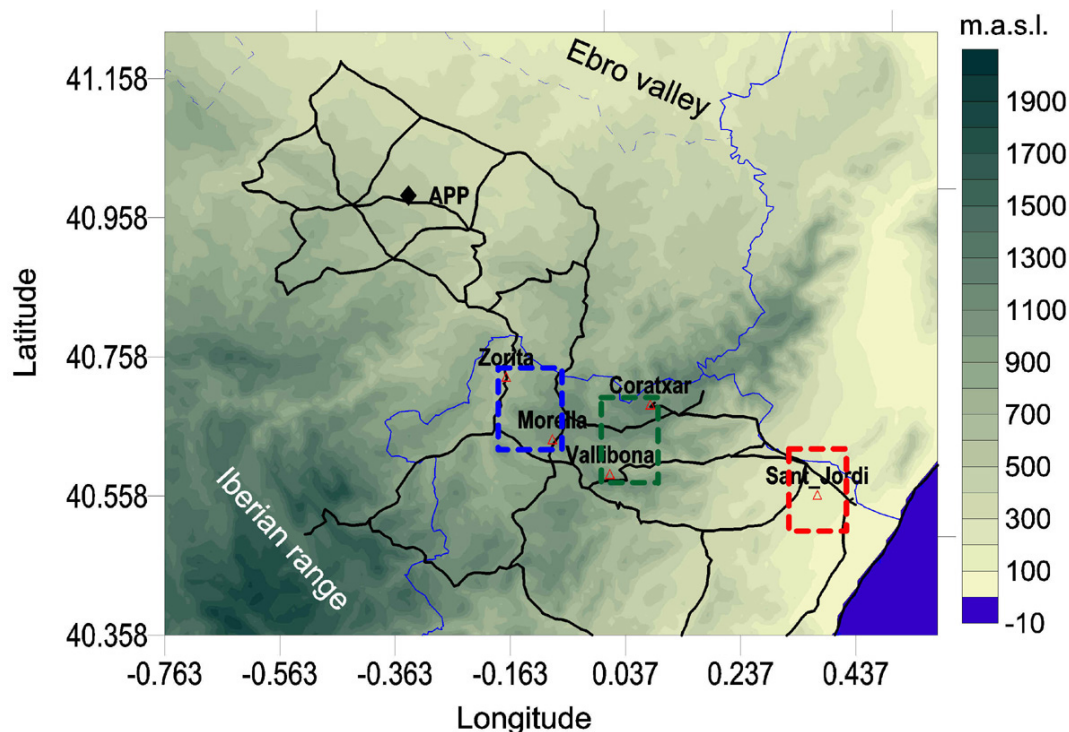 m.a.s.l.
Ebro valley
41.158
1900
1700
APP
40.958
1500
1300
1100
Latitude
40.758
Zorita
900
Coratxar
700
Morella
Vallibona
500
40.558
Sant_Jordi
300
Iberian range
100
40.358
-10
-0.763
-0.563
-0.363
-0.163
0.037
0.237
0.437
Longitude